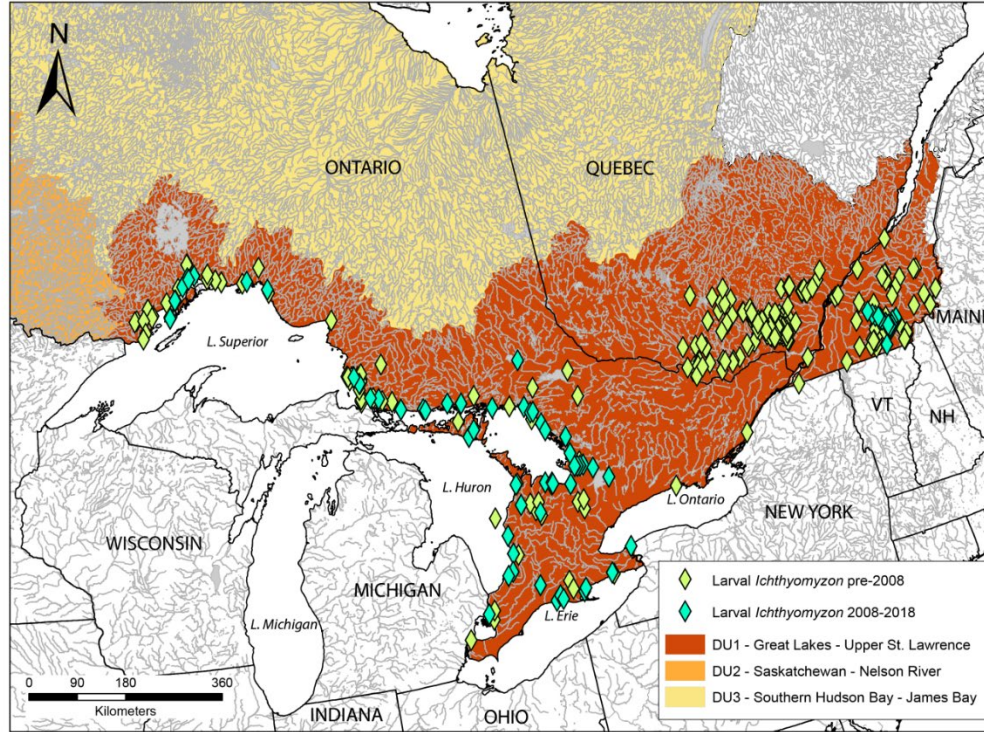 N
ONTARIO
QUEBEC
L. Superior
MAINE
VT
NH
L. Huron
L. Ontario
NEW YORK
WISCONSIN
MICHIGAN
L. Michigan
L. Erie
INDIANA
OHIO
0 90 180 360
Kilometers
Larval Ichthyomyzon pre-2008
Larval Ichthyomyzon 2008-2018
DU1 - Great Lakes - Upper St. Lawrence
DU2 - Saskatchewan - Nelson River
DU3 - Southern Hudson Bay - James Bay